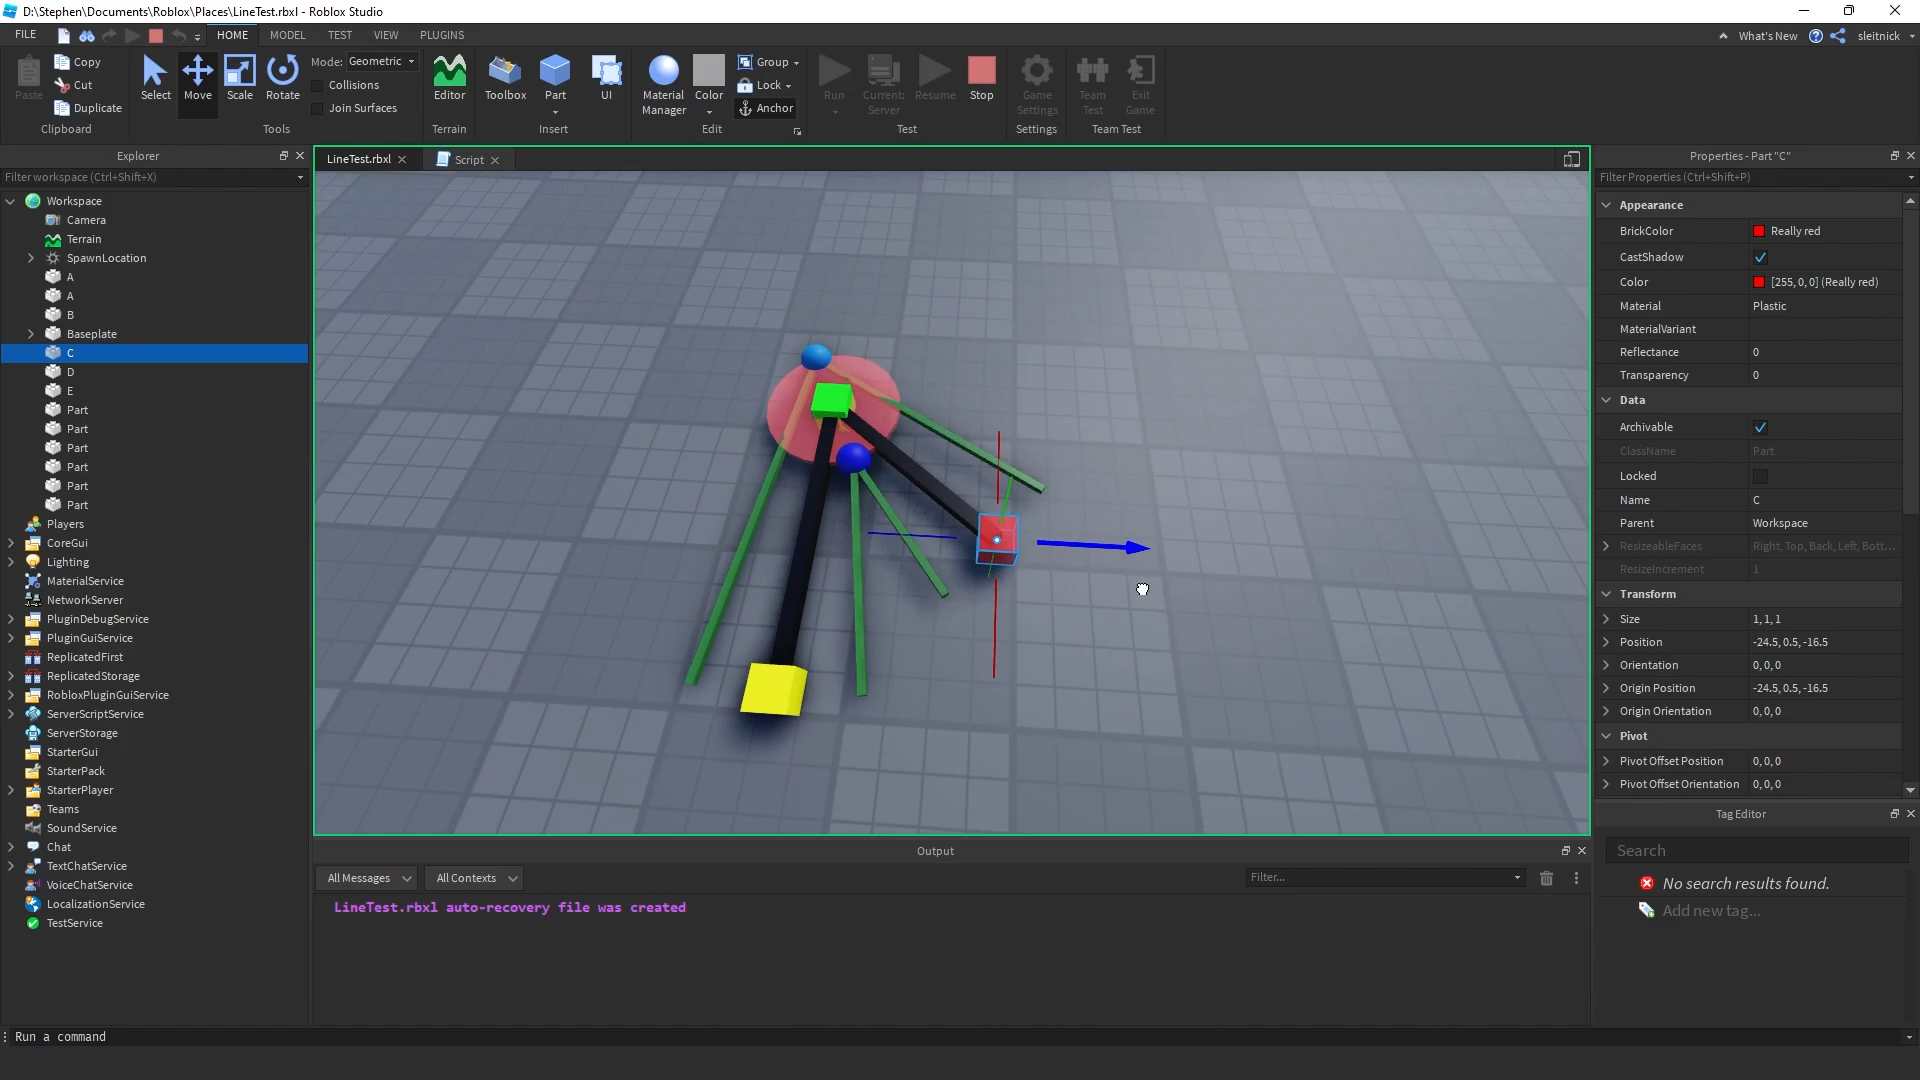 D:\Stephen\Documents\Roblox\Places\LineTest.rbxl - Roblox Studio
FILE
HOME
MODEL
TEST
VIEW
PLUGINS
What's New
sleitnick
Paste
Copy
Cut
Duplicate
Clipboard
Select
Move
Scale
Rotate
Mode: Geometric
Collisions
Join Surfaces
Tools
Editor
Terrain
Toolbox
Part
UI
Insert
Material Manager
Color
Group
Lock
Anchor
Edit
Run
Current: Server
Resume
Stop
Test
Game Settings
Settings
Team Test
Exit Game
Team Test
Explorer
Filter workspace (Ctrl+Shift+X)
Workspace
Camera
Terrain
SpawnLocation
A
A
B
Baseplate
C
D
E
Part
Part
Part
Part
Part
Part
Players
CoreGui
Lighting
MaterialService
NetworkServer
PluginDebugService
PluginGuiService
ReplicatedFirst
ReplicatedStorage
RobloxPluginGuiService
ServerScriptService
ServerStorage
StarterGui
StarterPack
StarterPlayer
Teams
SoundService
Chat
TextChatService
VoiceChatService
LocalizationService
TestService
LineTest.rbxl
Script
Output
All Messages
All Contexts
Filter...
LineTest.rbxl auto-recovery file was created
Properties - Part "C"
Filter Properties (Ctrl+Shift+P)
Appearance
BrickColor Really red
CastShadow
Color [255, 0, 0] (Really red)
Material Plastic
MaterialVariant
Reflectance 0
Transparency 0
Data
Archivable
ClassName Part
Locked
Name C
Parent Workspace
ResizeableFaces Right, Top, Back, Left, Bott...
ResizeIncrement 1
Transform
Size 1, 1, 1
Position -24.5, 0.5, -16.5
Orientation 0, 0, 0
Origin Position -24.5, 0.5, -16.5
Origin Orientation 0, 0, 0
Pivot
Pivot Offset Position 0, 0, 0
Pivot Offset Orientation 0, 0, 0
Tag Editor
Search
No search results found.
Add new tag...
Run a command